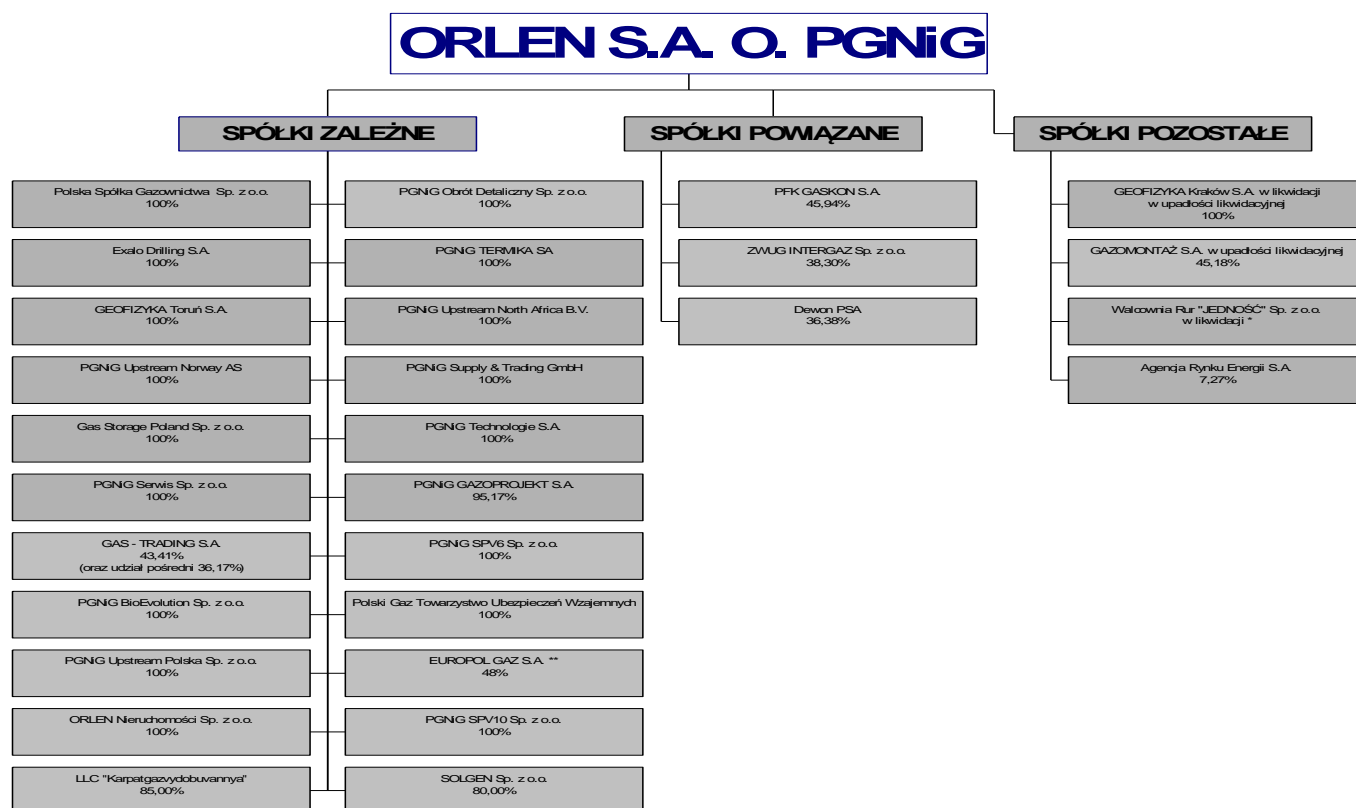 ORLEN S.A. O. PGNiG
SPÓŁKI ZALEŻNE
Polska Spółka Gazownictwa Sp. z o.o.
100%
PGNiG Obrót Detaliczny Sp. z o.o.
100%
Exalo Drilling S.A.
100%
PGNiG TERMIKA SA
100%
GEOFIZYKA Toruń S.A.
100%
PGNiG Upstream North Africa B.V.
100%
PGNiG Upstream Norway AS
100%
PGNiG Supply & Trading GmbH
100%
Gas Storage Poland Sp. z o.o.
100%
PGNiG Technologie S.A.
100%
PGNiG Serwis Sp. z o.o.
100%
PGNiG GAZOPROJEKT S.A.
95,17%
GAS - TRADING S.A.
43,41%
(oraz udział pośredni 36,17%)
PGNiG SPV6 Sp. z o.o.
100%
PGNiG BioEvolution Sp. z o.o.
100%
Polski Gaz Towarzystwo Ubezpieczeń Wzajemnych
100%
PGNiG Upstream Polska Sp. z o.o.
100%
EUROPOL GAZ S.A. **
48%
ORLEN Nieruchomości Sp. z o.o.
100%
PGNiG SPV10 Sp. z o.o.
100%
LLC "Karpatgazvydobuvannya"
85,00%
SOLGEN Sp. z o.o.
80,00%
SPÓŁKI POWIĄZANE
PFK GASKON S.A.
45,94%
ZWUG INTERGAZ Sp. z o.o.
38,30%
Dewon PSA
36,38%
SPÓŁKI POZOSTAŁE
GEOFIZYKA Kraków S.A. w likwidacji
w upadłości likwidacyjnej
100%
GAZOMONTAŻ S.A. w upadłości likwidacyjnej
45,18%
Walcownia Rur "JEDNOŚĆ" Sp. z o.o.
w likwidacji *
Agencja Rynku Energii S.A.
7,27%